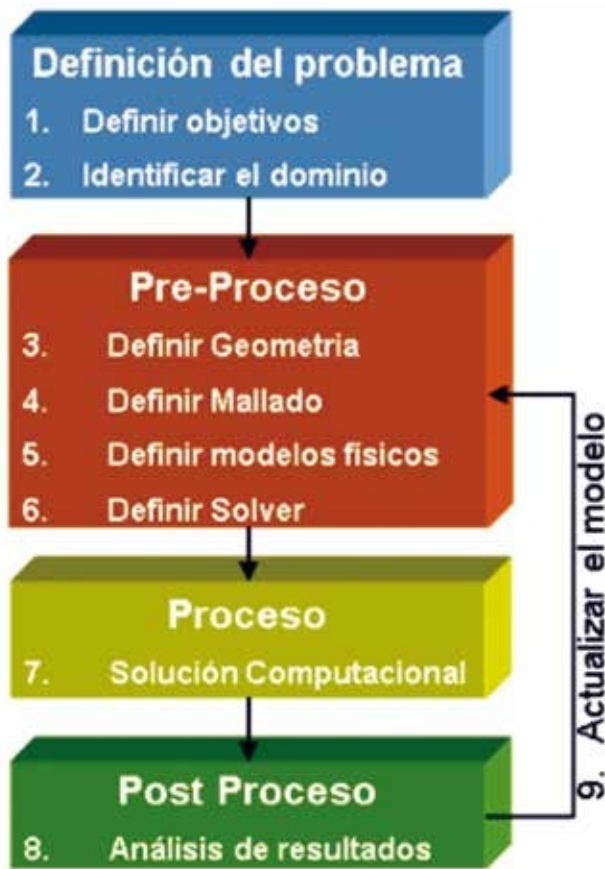 Definición del problema
1. Definir objetivos
2. Identificar el dominio
Pre-Proceso
3. Definir Geometria
4. Definir Mallado
5. Definir modelos físicos
6. Definir Solver
Proceso
7. Solución Computacional
Post Proceso
8. Análisis de resultados
9. Actualizar el modelo